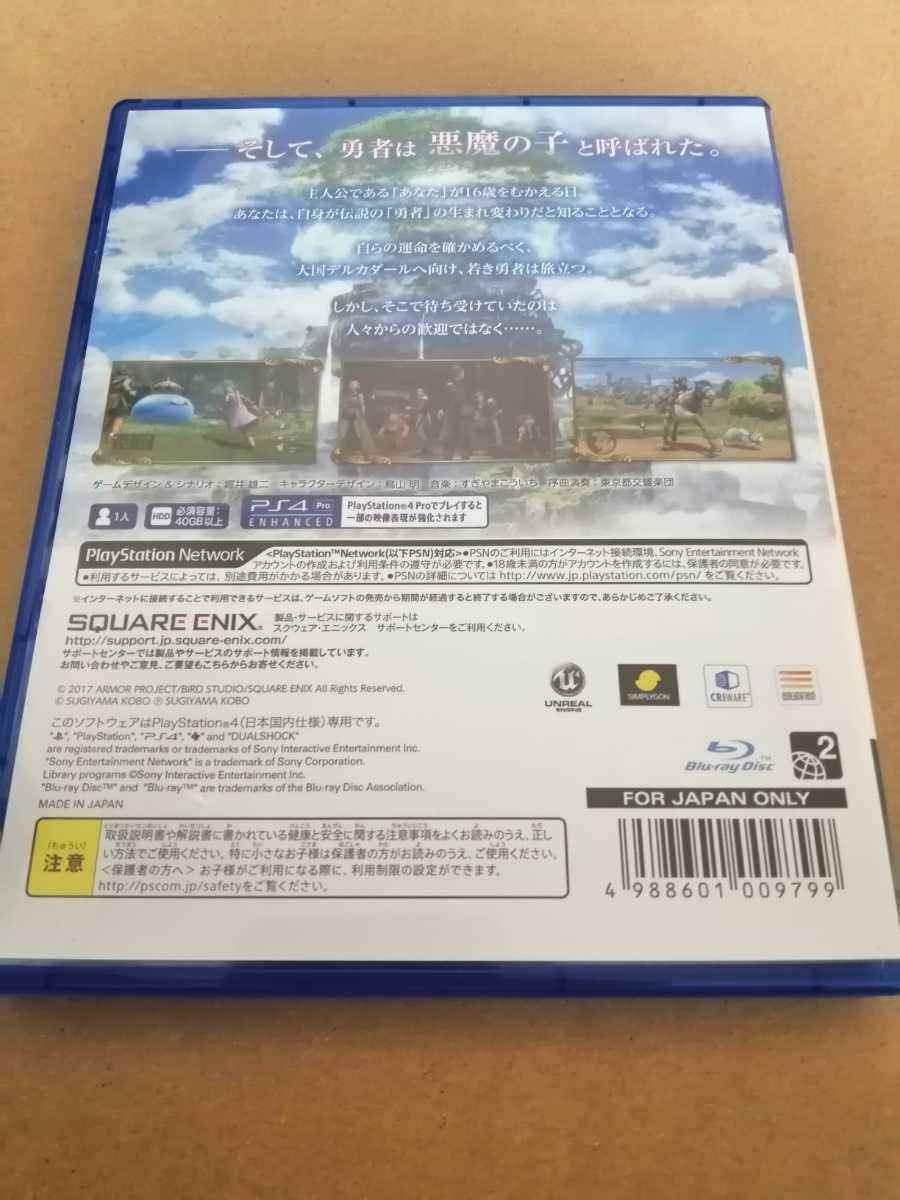 ――そして、勇者は 悪魔の子 と呼ばれた。
主人公である「あなた」が16歳をむかえる日
あなたは、自身が伝説の「勇者」の生まれ変わりだと知ることとなる。
自らの運命を確かめるべく、
大国デルカダールへ向け、若き勇者は旅立つ。
しかし、そこで待ち受けていたのは
人々からの歓迎ではなく……。
ゲームデザイン&シナリオ:堀井 雄二 キャラクターデザイン:鳥山 明 音楽:すぎやまこういち 序曲演奏:東京都交響楽団
1人
HDD 必須容量:
40GB以上
PS4 Pro
ENHANCED
PlayStation®4 Proでプレイすると
一部の映像表現が強化されます
PlayStation Network
<PlayStation™Network(以下PSN)対応>●PSNのご利用にはインターネット接続環境、Sony Entertainment Network
アカウントの作成および利用条件の遵守が必要です。●18歳未満の方がアカウントを作成するには、保護者の同意が必要です。
●利用するサービスによっては、別途費用がかかる場合があります。●PSNの詳細については http://www.jp.playstation.com/psn/ をご覧ください。
※インターネットに接続することで利用できるサービスは、ゲームソフトの発売から期間が経過すると終了する場合がございますので、あらかじめご了承ください。
SQUARE ENIX.
製品・サービスに関するサポートは
スクウェア・エニックス サポートセンターをご利用ください。
http://support.jp.square-enix.com/
サポートセンターでは製品やサービスのサポート情報を掲載しています。
お問い合わせやご意見、ご要望もこちらからお寄せください。
© 2017 ARMOR PROJECT/BIRD STUDIO/SQUARE ENIX All Rights Reserved.
© SUGIYAMA KOBO ℗ SUGIYAMA KOBO
UNREAL
ENGINE
SIMPLYGON
CRIWARE™
このソフトウェアはPlayStation®4(日本国内仕様)専用です。
"PlayStation", "PS4", and "DUALSHOCK"
are registered trademarks or trademarks of Sony Interactive Entertainment Inc.
"Sony Entertainment Network" is a trademark of Sony Corporation.
Library programs ©Sony Interactive Entertainment Inc.
"Blu-ray Disc™" and "Blu-ray™" are trademarks of the Blu-ray Disc Association.
MADE IN JAPAN
Blu-ray Disc™
2
FOR JAPAN ONLY
(ちゅうい)
注意
取扱説明書や解説書に書かれている健康と安全に関する注意事項をよくお読みのうえ、正し
い方法でご使用ください。特に小さなお子様は保護者の方がお読みのうえ、ご使用ください。
<保護者の方へ> お子様がご利用になる際に、利用制限の設定ができます。
http://pscom.jp/safetyをご覧ください。
4 988601 009799